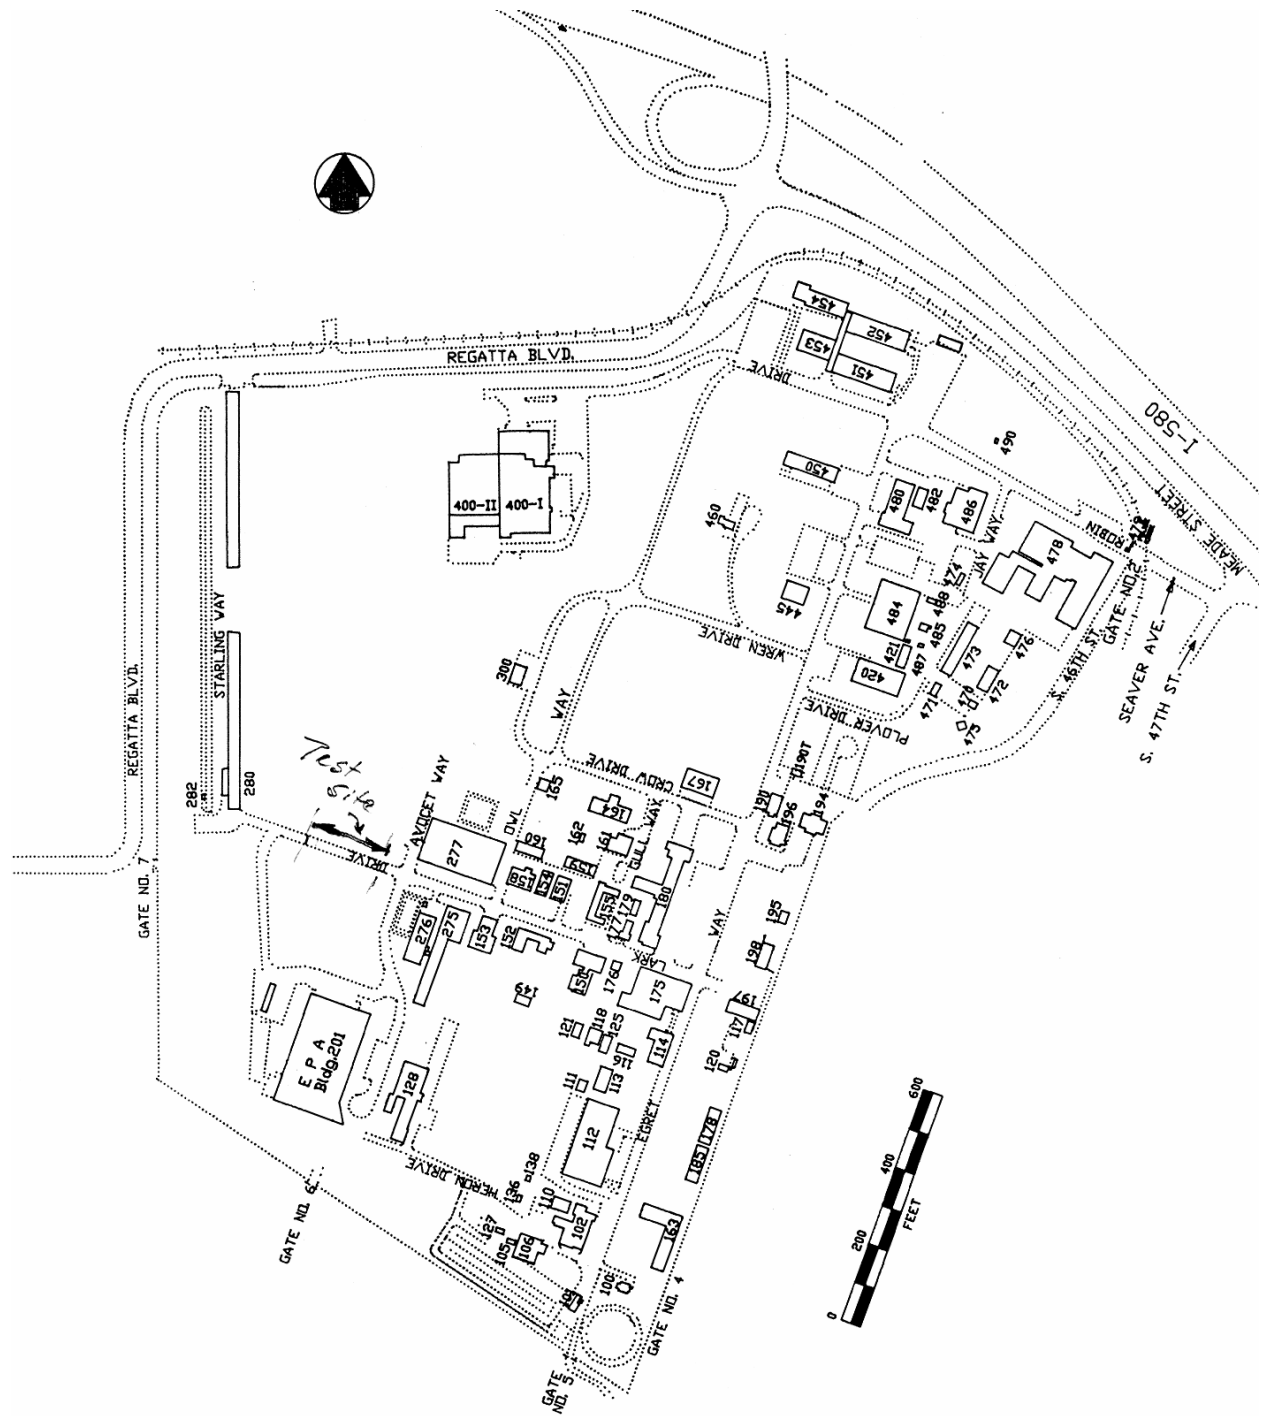 I-580
454
452
453
451
DRIVE
REGATTA BLVD.
490
450
480
482
486
460
400-II
400-I
ROBIN
479
MEADE STREET
JAY WAY
478
GATE NO.2
474
445
484
488
485
487
421
473
476
S. 46TH ST.
SEAVER AVE.
S. 47TH ST.
STARLING WAY
REGATTA BLVD.
WREN DRIVE
300
420
471
470
472
475
WAY
PLOVER DRIVE
190T
CROW DRIVE
167
282
280
Test
site
AVOCET WAY
165
164
190
194
196
OWL
160
162
161
GULL WAY
DRIVE
277
159
158
154
151
180
GATE NO. 7
155
179
177
276
275
153
152
LARK
WAY
195
198
150
176
175
149
197
117
121
118
125
114
116
120
E P A
Bldg.201
128
111
113
600
112
EGRET
178
185
400
HERON DRIVE
138
136
110
GATE NO. 6
127
105
106
102
163
200
FEET
100
101
0
GATE NO. 4
GATE
NO. 5